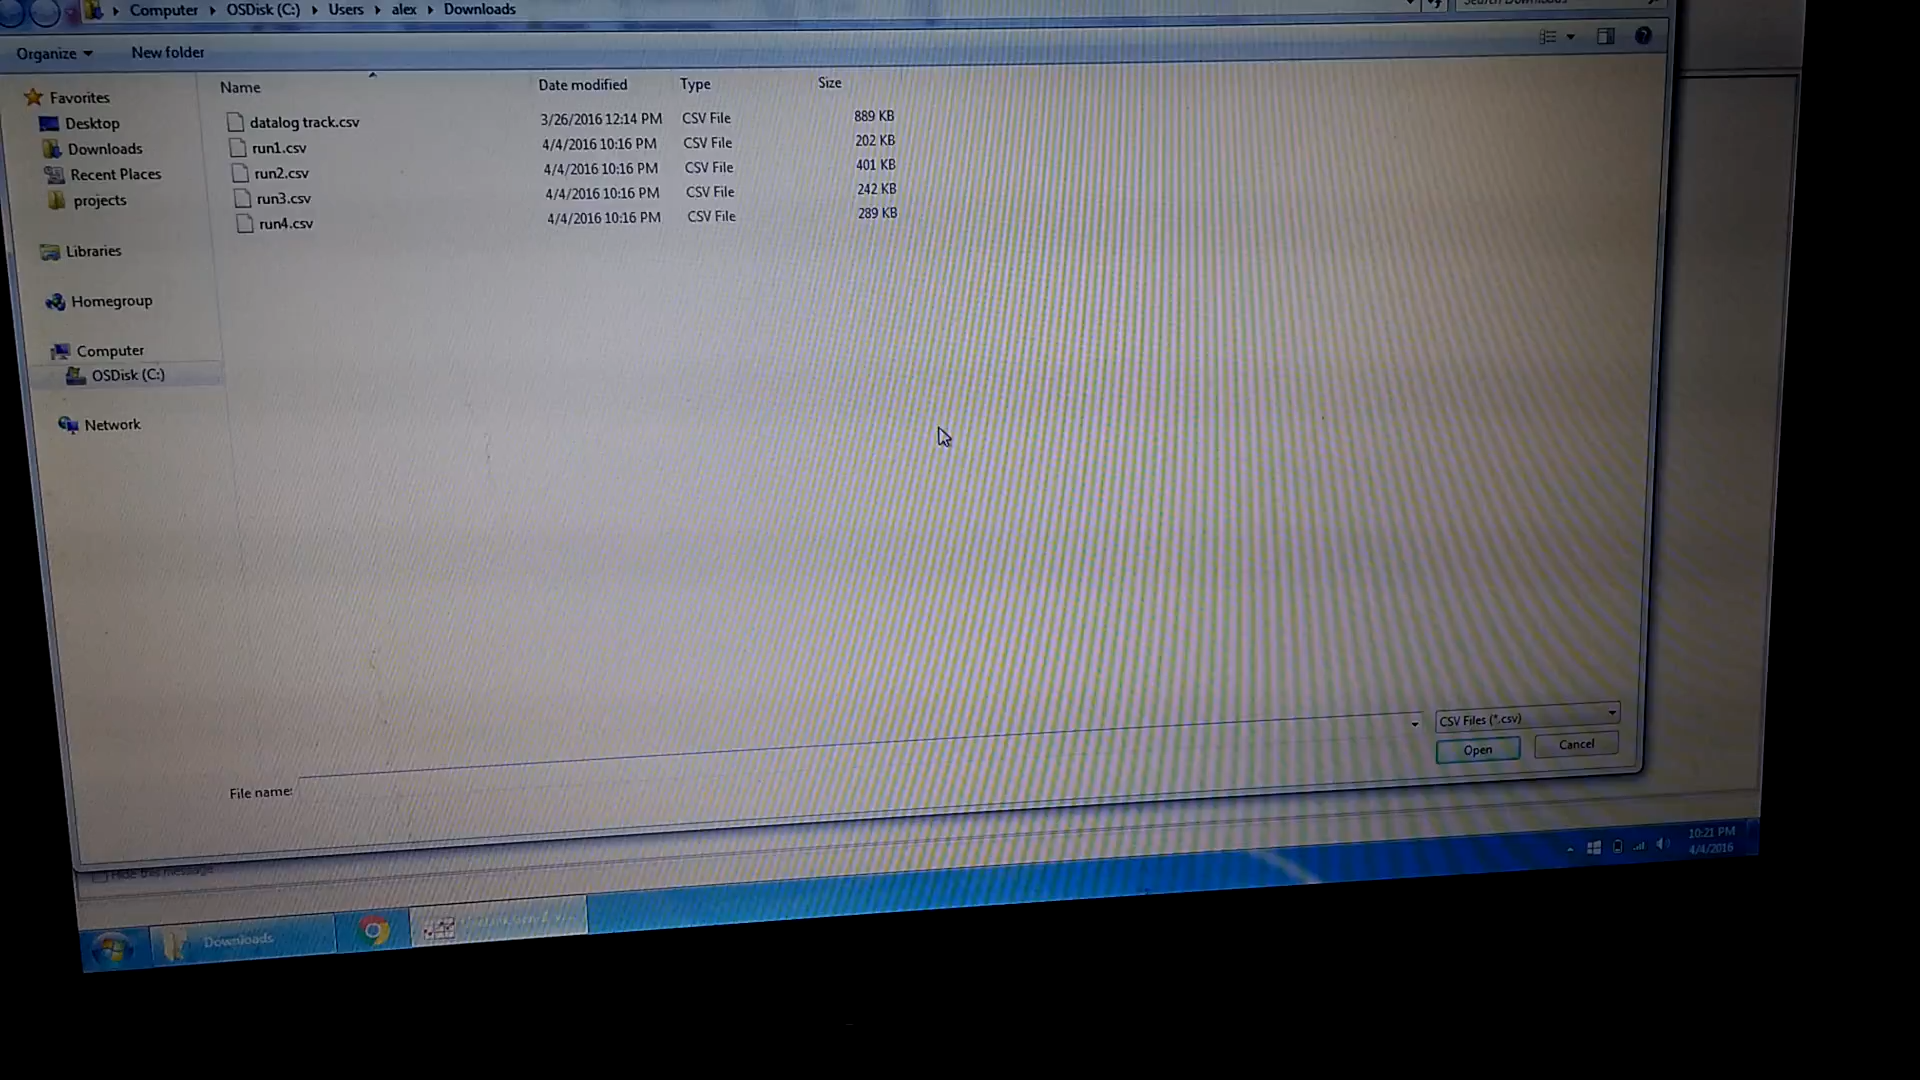 Computer OSDisk (C:) Users alex Downloads
Organize New folder
Name Date modified Type Size
Favorites
Desktop
Downloads
Recent Places
projects
Libraries
Homegroup
Computer
OSDisk (C:)
Network
datalog track.csv 3/26/2016 12:14 PM CSV File 889 KB
run1.csv 4/4/2016 10:16 PM CSV File 202 KB
run2.csv 4/4/2016 10:16 PM CSV File 401 KB
run3.csv 4/4/2016 10:16 PM CSV File 242 KB
run4.csv 4/4/2016 10:16 PM CSV File 289 KB
File name:
CSV Files (*.csv)
Open Cancel
Hide this message
Downloads
10:21 PM
4/4/2016